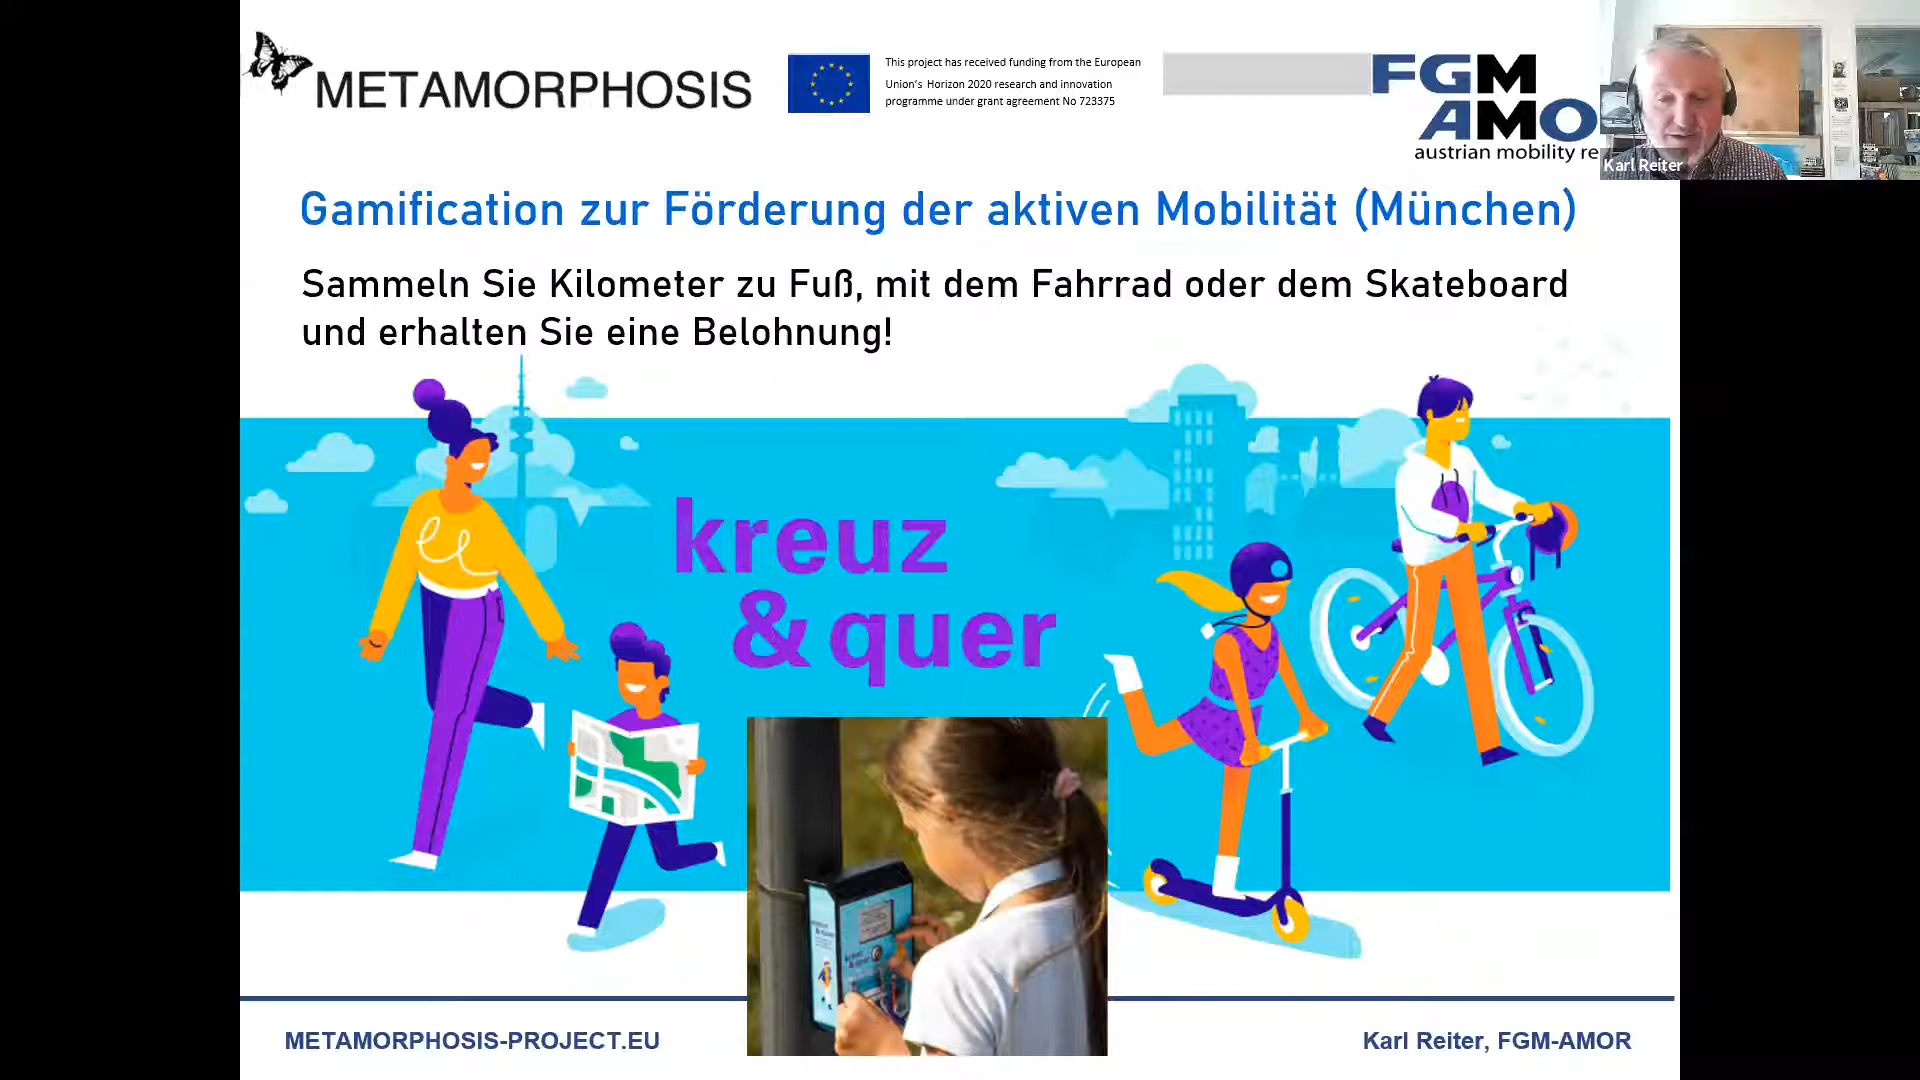 METAMORPHOSIS
This project has received funding from the European
Union's Horizon 2020 research and innovation
programme under grant agreement No 723375
FGM
AMO
austrian mobility re
Karl Reiter
Gamification zur Förderung der aktiven Mobilität (München)
Sammeln Sie Kilometer zu Fuß, mit dem Fahrrad oder dem Skateboard
und erhalten Sie eine Belohnung!
kreuz
& quer
kreuz
& quer
METAMORPHOSIS-PROJECT.EU
Karl Reiter, FGM-AMOR